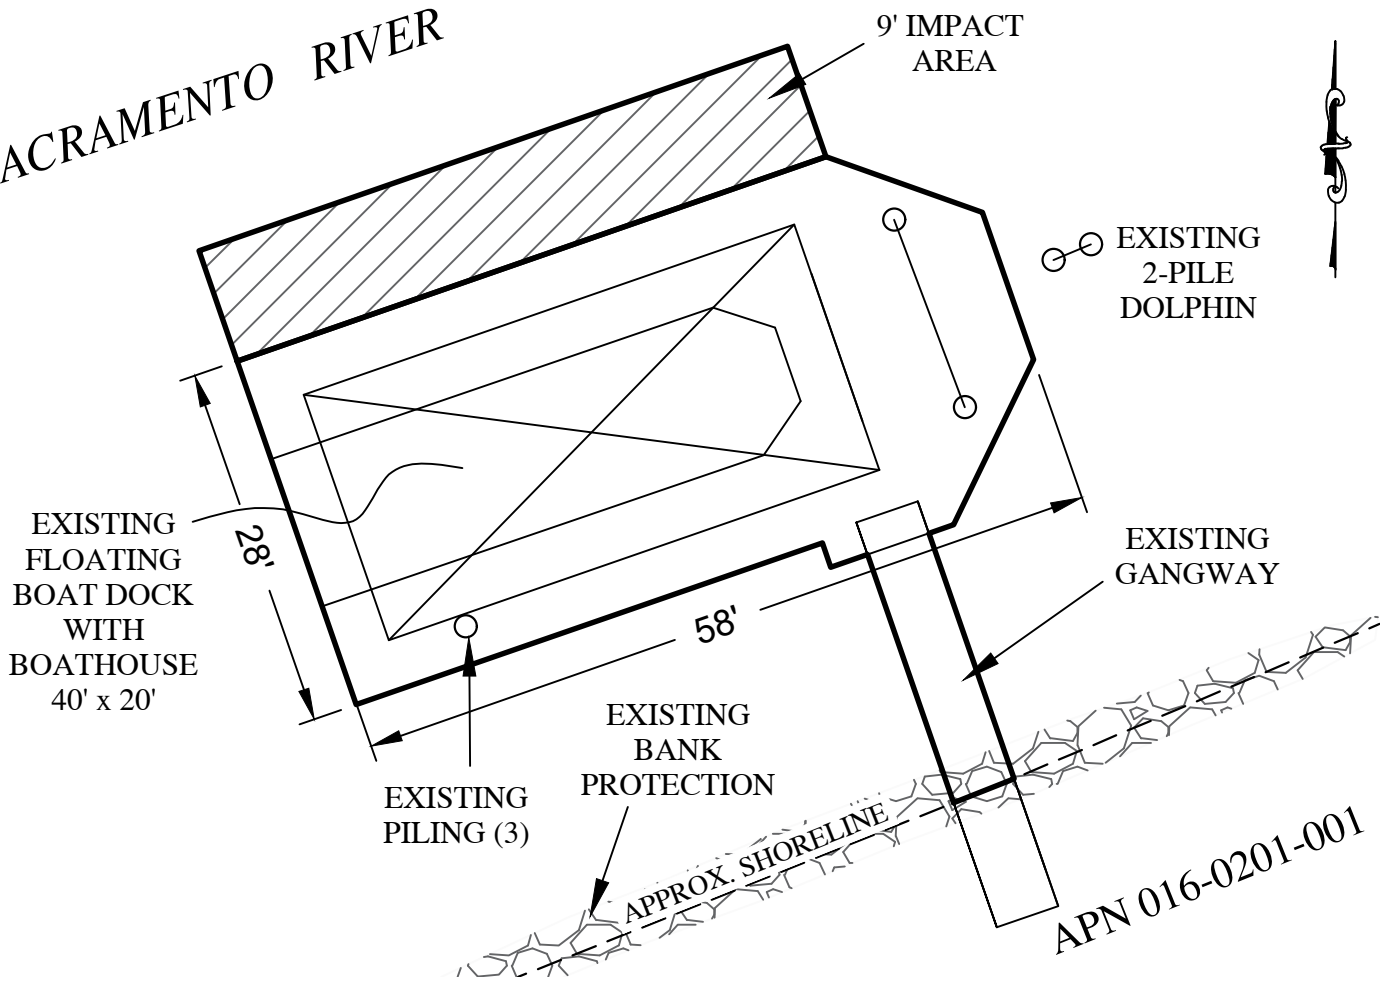 ACRAMENTO RIVER
9' IMPACT
AREA
EXISTING
2-PILE
DOLPHIN
EXISTING
FLOATING
BOAT DOCK
WITH
BOATHOUSE
40' x 20'
28'
58'
EXISTING
GANGWAY
EXISTING
PILING (3)
EXISTING
BANK
PROTECTION
APPROX. SHORELINE
APN 016-0201-001